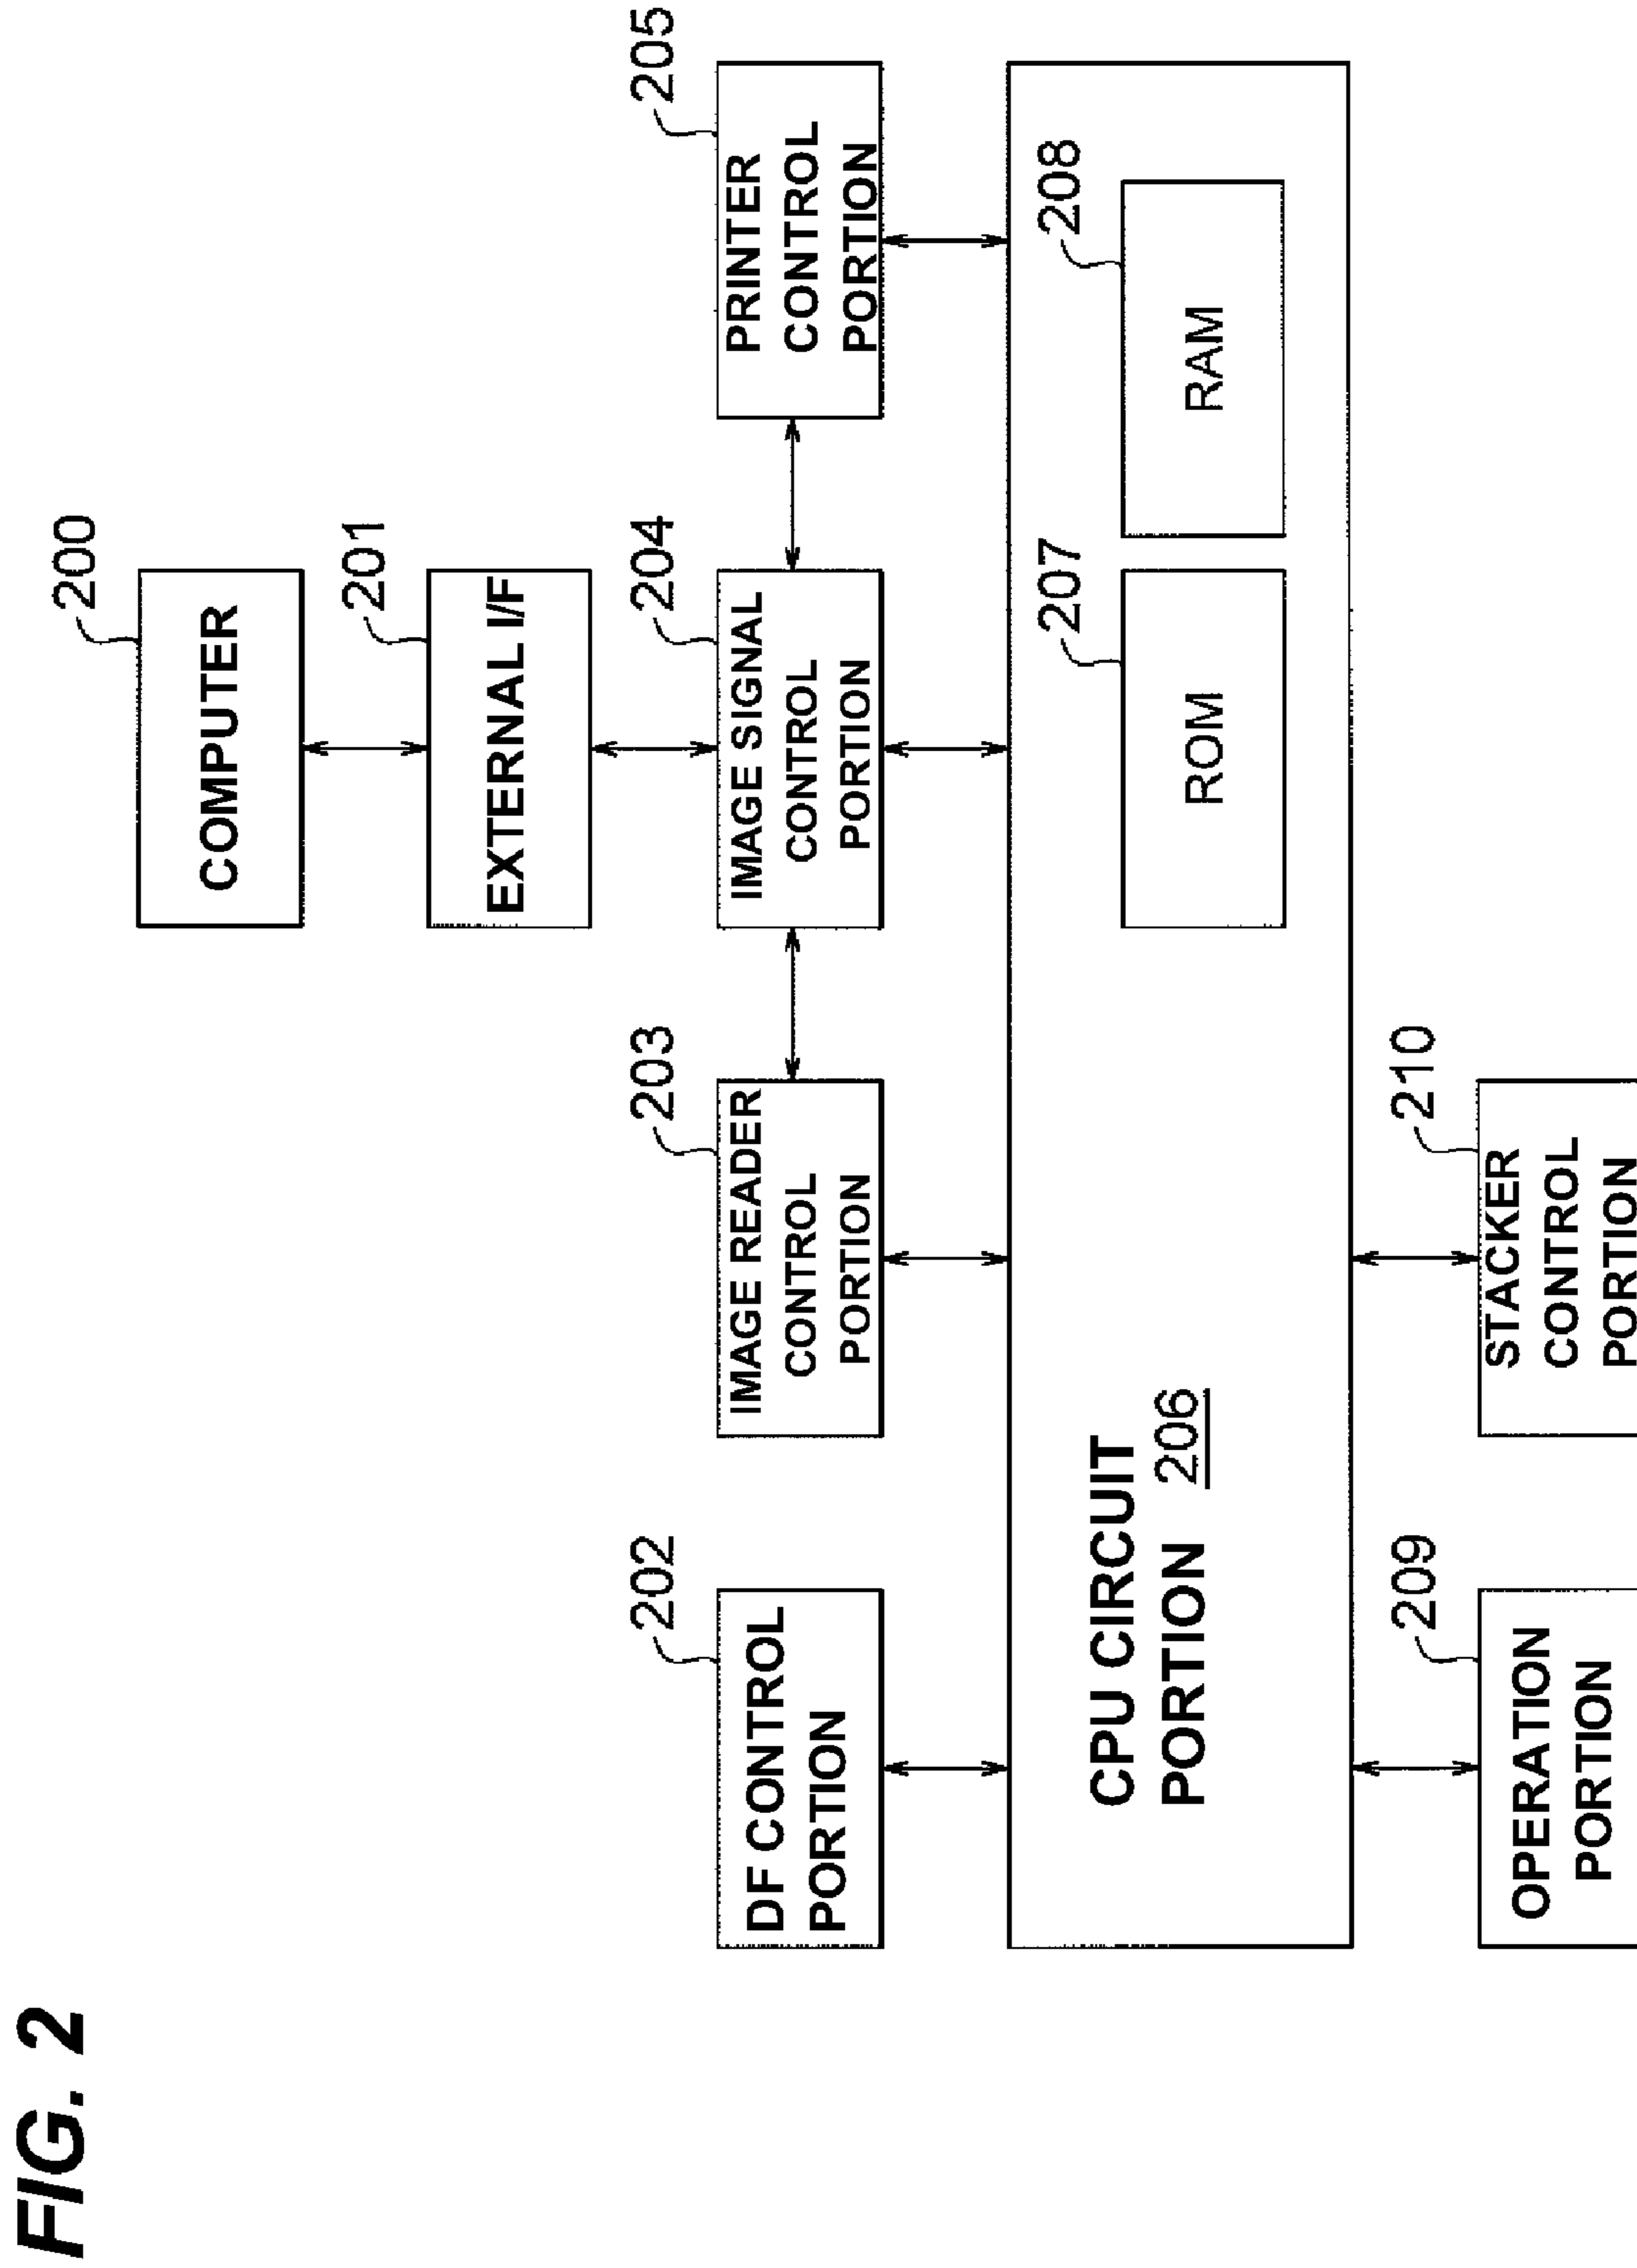 FIG. 2
200
COMPUTER
201
EXTERNAL I/F
202
DF CONTROL
PORTION
203
IMAGE READER
CONTROL
PORTION
204
IMAGE SIGNAL
CONTROL
PORTION
205
PRINTER
CONTROL
PORTION
CPU CIRCUIT
PORTION 206
207
ROM
208
RAM
209
OPERATION
PORTION
210
STACKER
CONTROL
PORTION